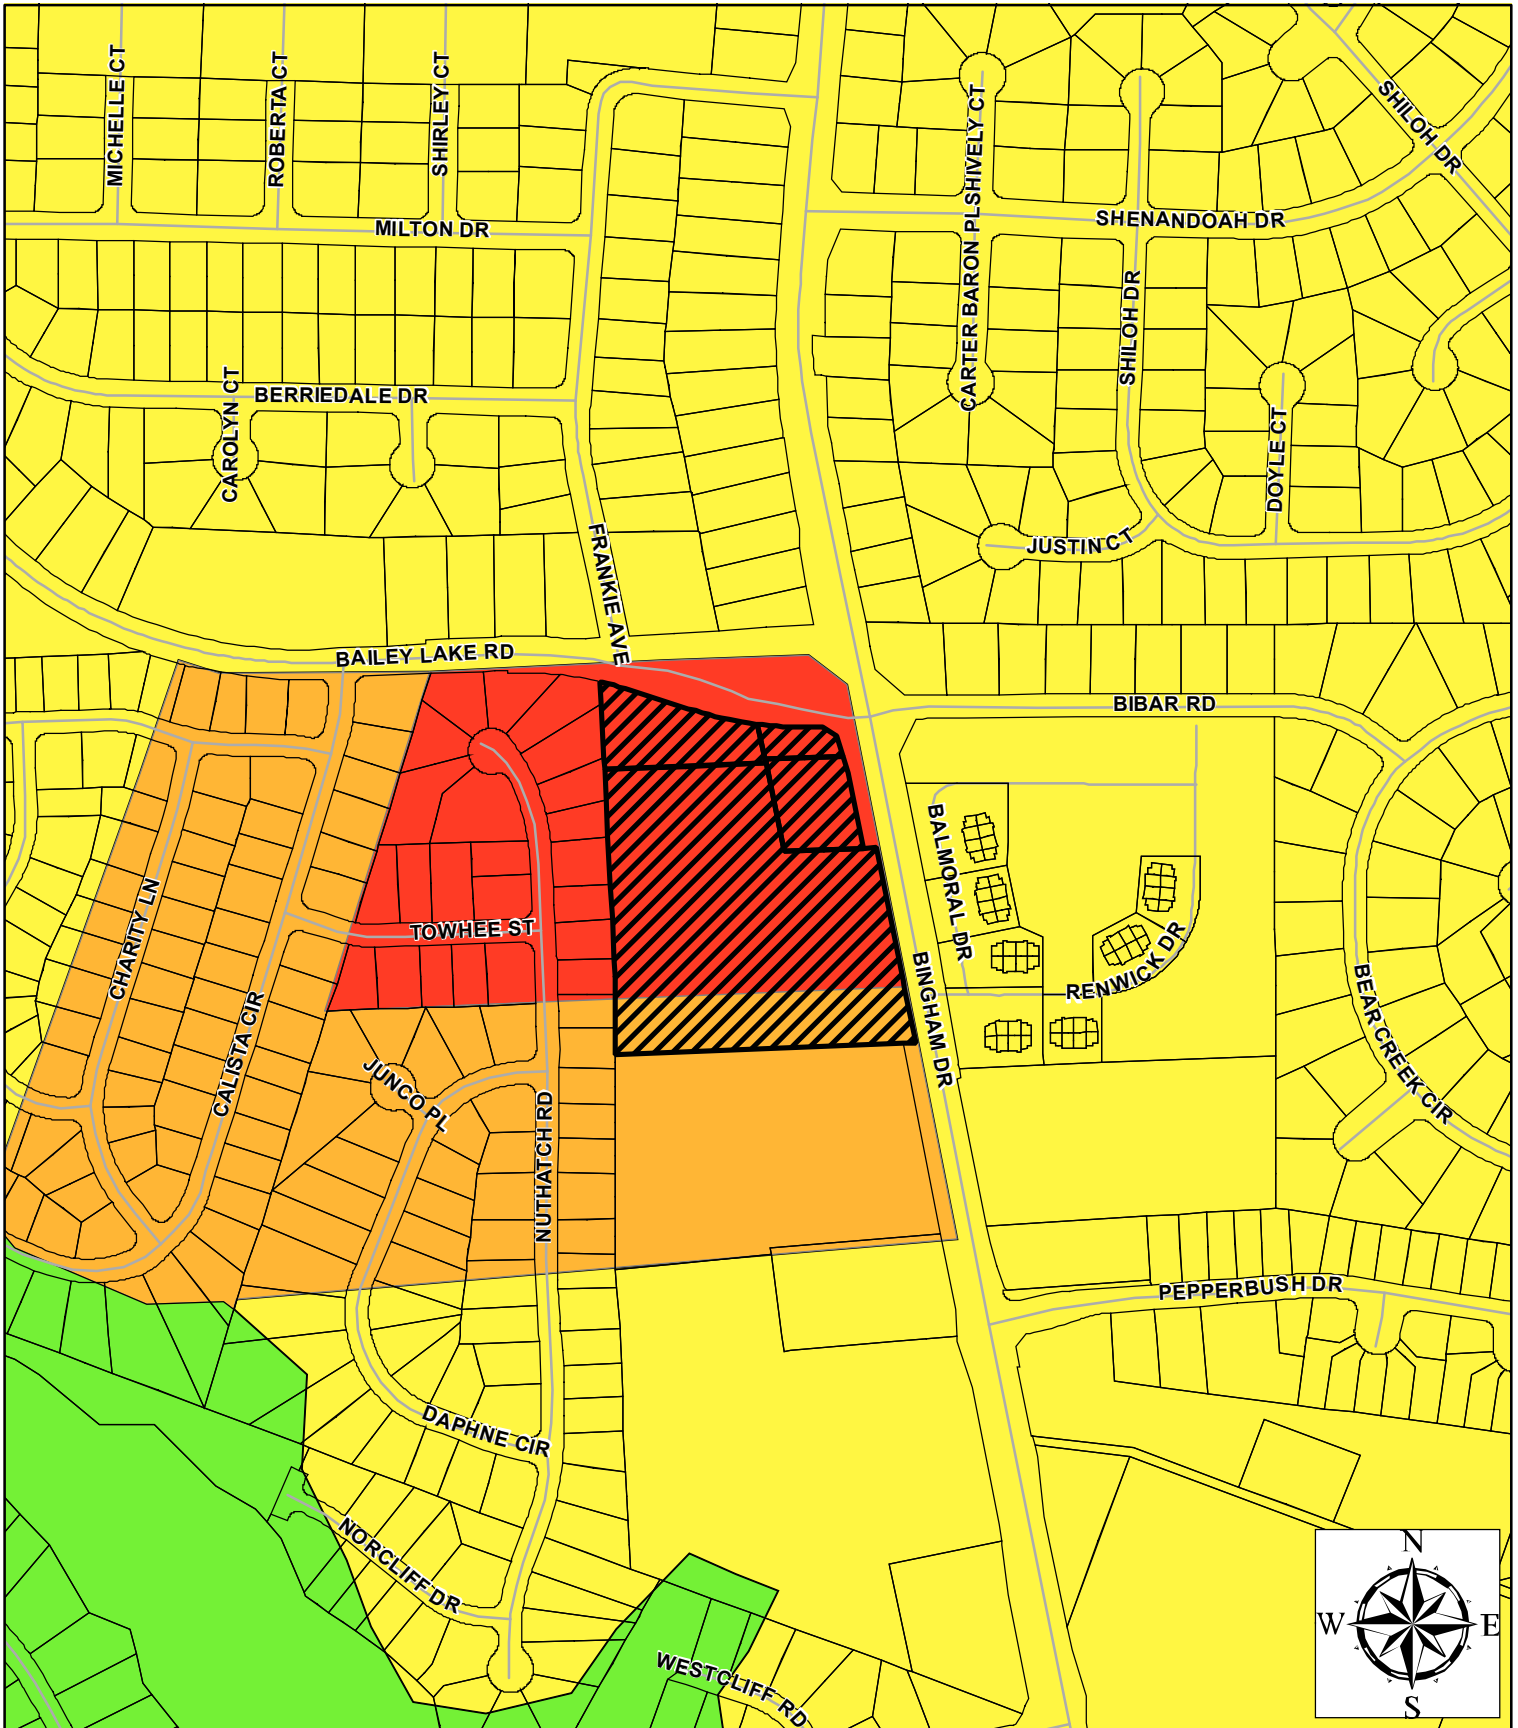 MICHELLE CT
ROBERTA CT
SHIRLEY CT
SHILOH DR
CARTER BARON PLSHIVELY CT
MILTON DR
SHENANDOAH DR
SHILOH DR
CAROLYN CT
BERRIEDALE DR
DOYLE CT
FRANKIE AVE
JUSTIN CT
BAILEY LAKE RD
BIBAR RD
BALMORAL DR
CHARITY LN
TOWHEE ST
RENWICK DR
CALISTA CIR
BINGHAM DR
BEAR CREEK CIR
JUNCO PL
NUTHATCH RD
PEPPERBUSH DR
DAPHNE CIR
NORCLIFF DR
WESTCLIFF RD
N
W E
S